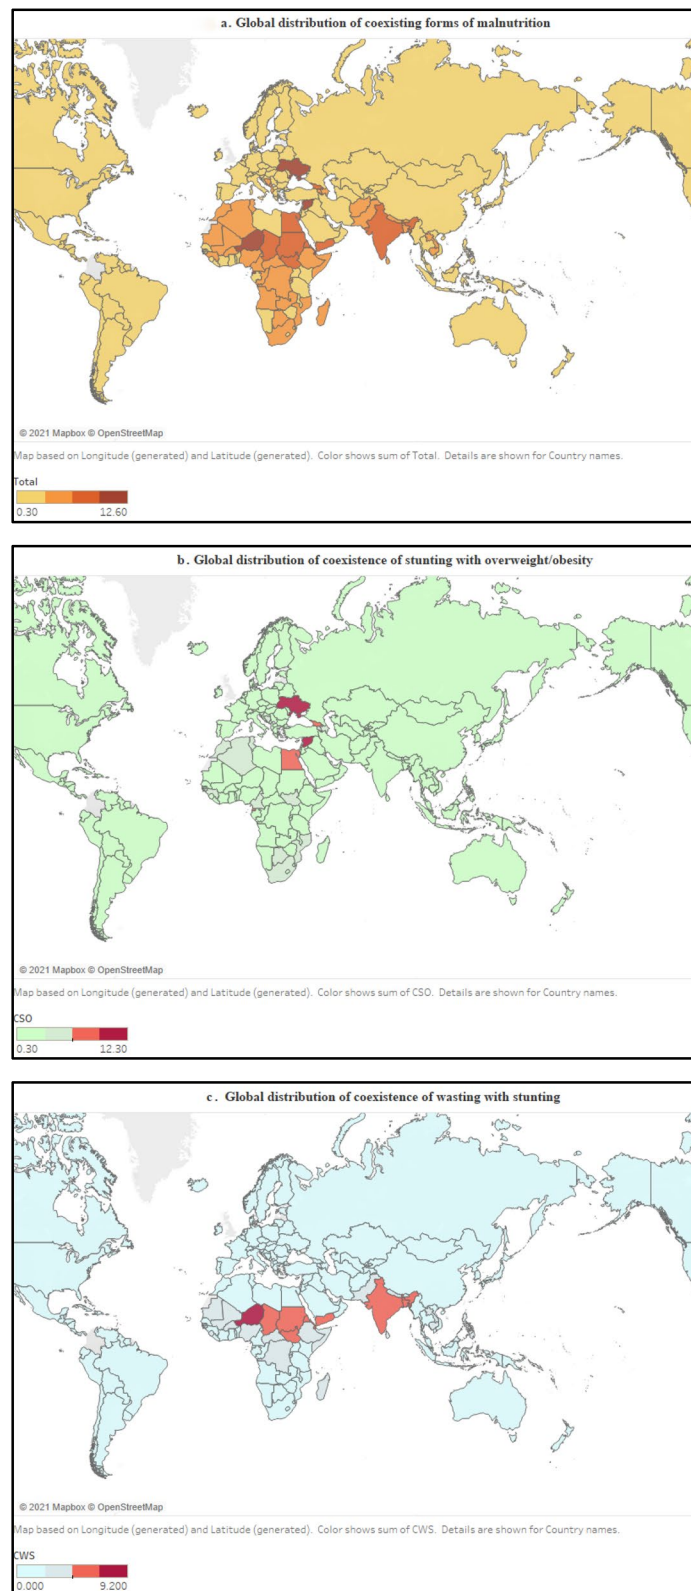 a. Global distribution of coexisting forms of malnutrition
© 2021 Mapbox © OpenStreetMap
Map based on Longitude (generated) and Latitude (generated). Color shows sum of Total. Details are shown for Country names.
Total
0.30 12.60
b. Global distribution of coexistence of stunting with overweight/obesity
© 2021 Mapbox © OpenStreetMap
Map based on Longitude (generated) and Latitude (generated). Color shows sum of CSO. Details are shown for Country names.
CSO
0.30 12.30
c. Global distribution of coexistence of wasting with stunting
© 2021 Mapbox © OpenStreetMap
Map based on Longitude (generated) and Latitude (generated). Color shows sum of CWS. Details are shown for Country names.
CWS
0.000 9.200